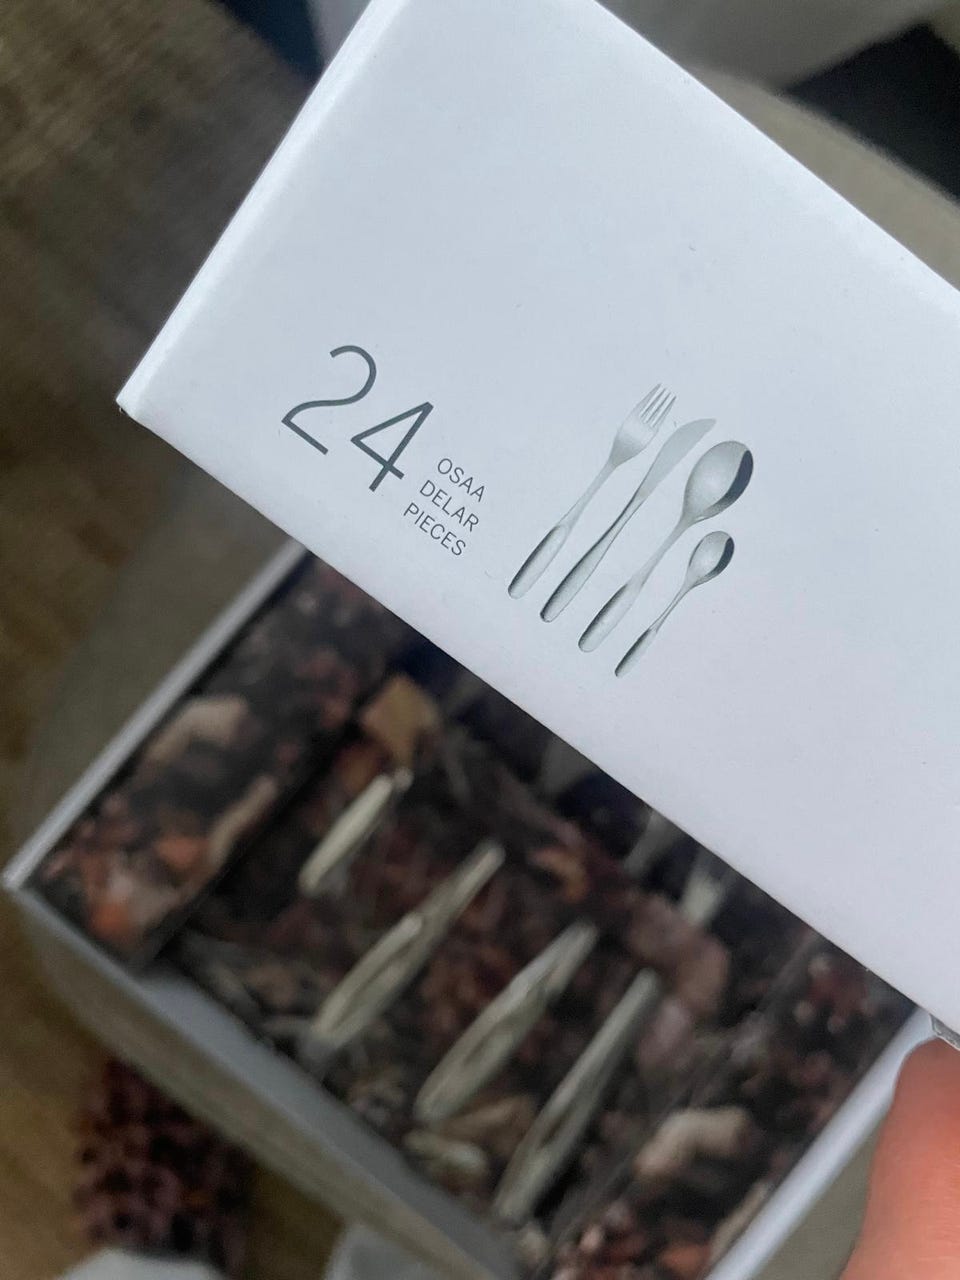 24
OSAA
DELAR
PIECES